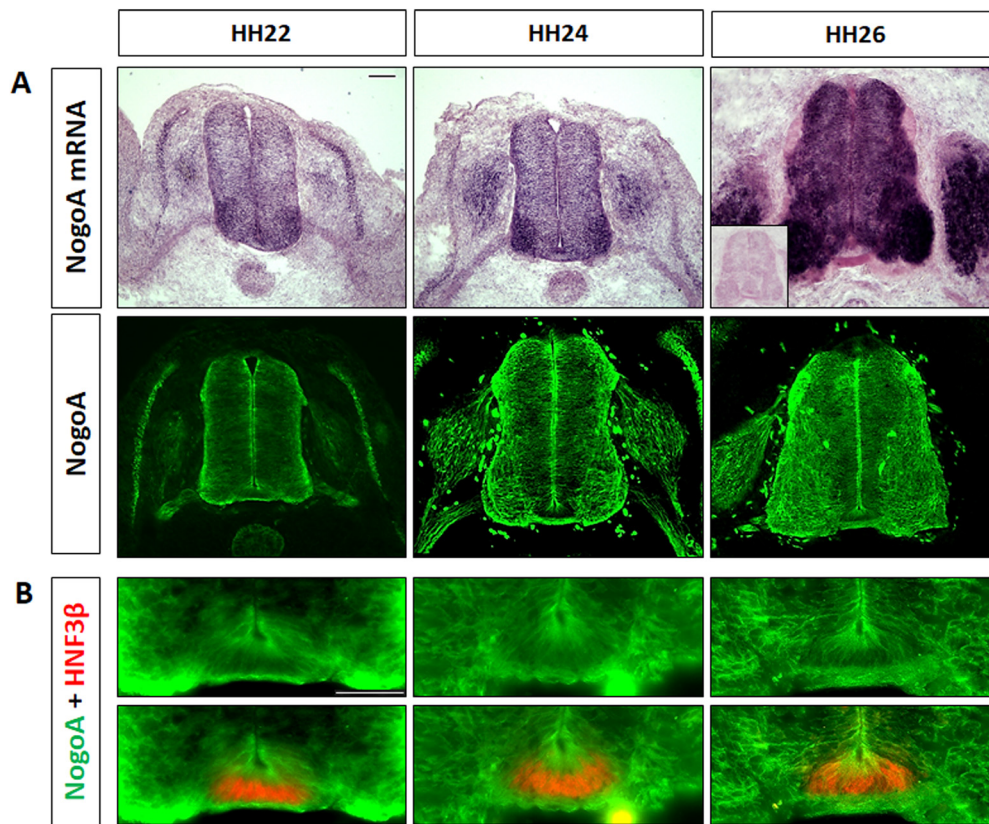 HH22
HH24
HH26
A
NogoA mRNA
NogoA
B
NogoA + HNF3β